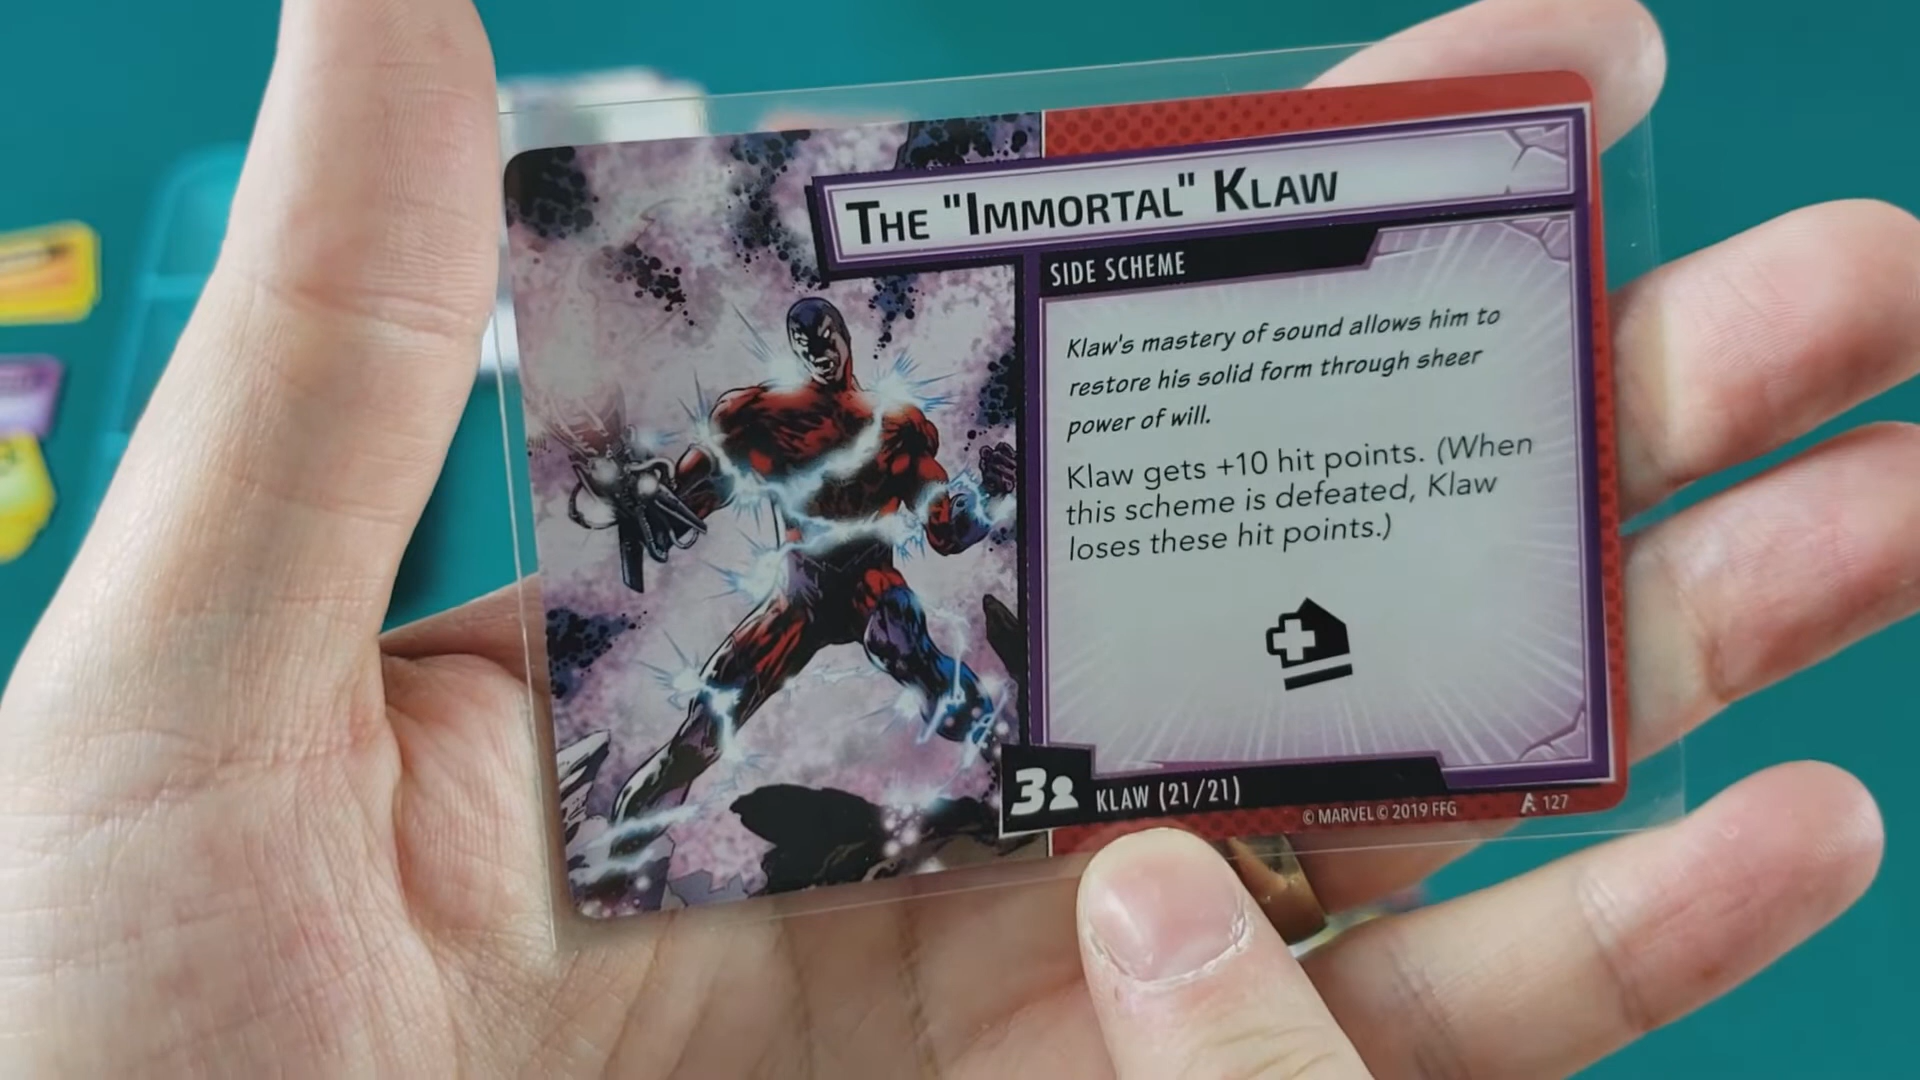 The "Immortal" Klaw
SIDE SCHEME
Klaw's mastery of sound allows him to
restore his solid form through sheer
power of will.
Klaw gets +10 hit points. (When
this scheme is defeated, Klaw
loses these hit points.)
3
KLAW (21/21)
© MARVEL © 2019 FFG
127